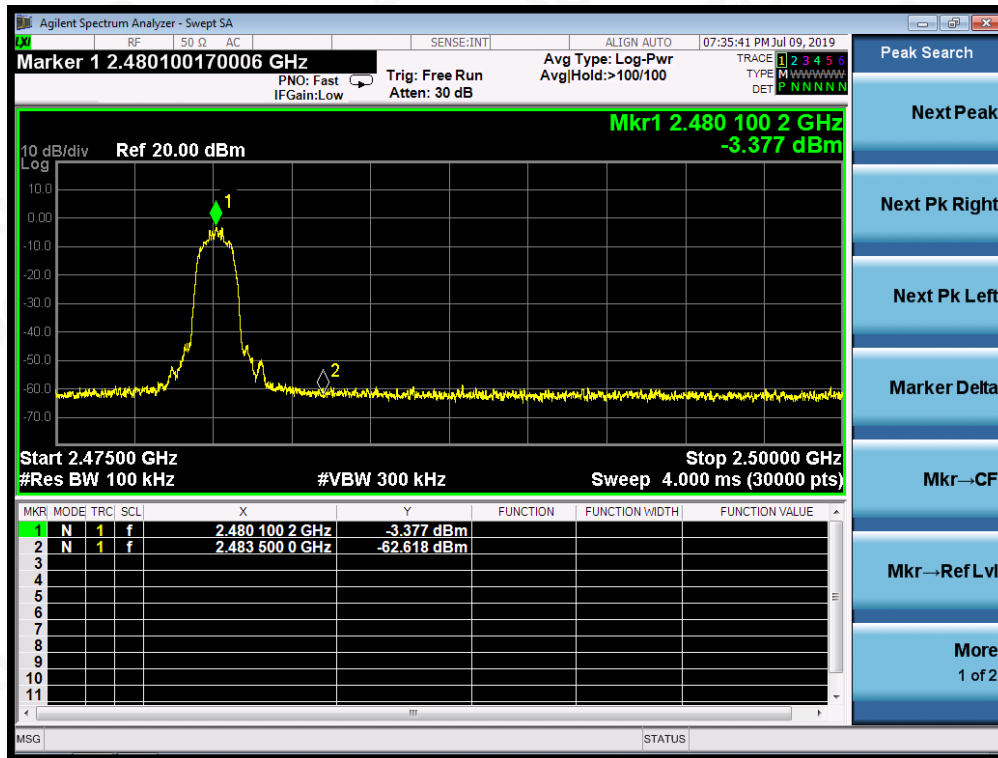 Agilent Spectrum Analyzer - Swept SA
LXI RF 50 Ω AC SENSE:INT ALIGN AUTO 07:35:41 PM Jul 09, 2019
Marker 1 2.480100170006 GHz
PNO: Fast
IFGain:Low
Trig: Free Run
Atten: 30 dB
Avg Type: Log-Pwr
Avg|Hold:>100/100
TRACE 1 2 3 4 5 6
TYPE M WWWWW
DET P N N N N N
Mkr1 2.480 100 2 GHz
-3.377 dBm
10 dB/div Ref 20.00 dBm
Log
10.0
0.00
-10.0
-20.0
-30.0
-40.0
-50.0
-60.0
-70.0
1
2
Start 2.47500 GHz Stop 2.50000 GHz
#Res BW 100 kHz #VBW 300 kHz Sweep 4.000 ms (30000 pts)
MKR MODE TRC SCL X Y FUNCTION FUNCTION WIDTH FUNCTION VALUE
1 N 1 f 2.480 100 2 GHz -3.377 dBm
2 N 1 f 2.483 500 0 GHz -62.618 dBm
3
4
5
6
7
8
9
10
11
MSG STATUS
Peak Search
Next Peak
Next Pk Right
Next Pk Left
Marker Delta
Mkr→CF
Mkr→Ref Lvl
More
1 of 2